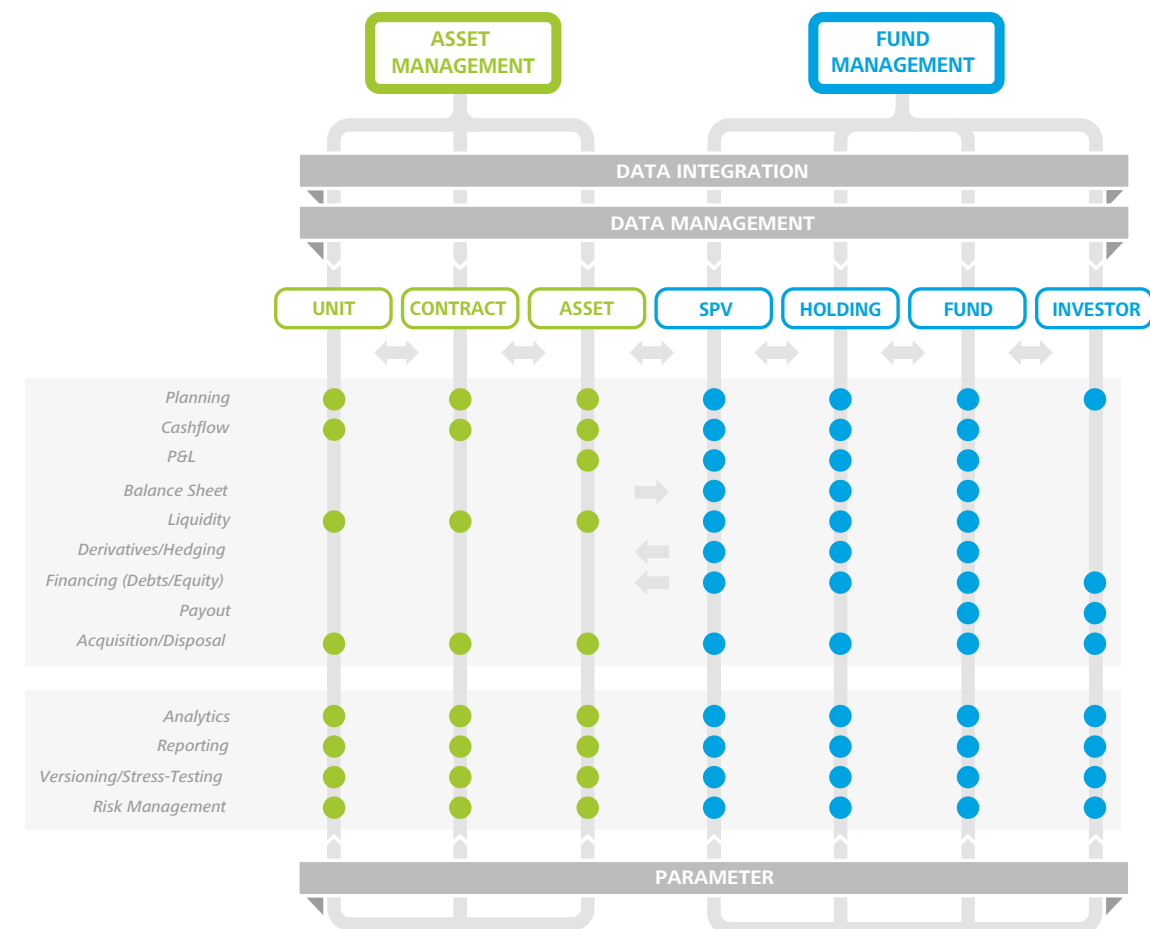 ASSET
MANAGEMENT
FUND
MANAGEMENT
DATA INTEGRATION
DATA MANAGEMENT
UNIT
CONTRACT
ASSET
SPV
HOLDING
FUND
INVESTOR
Planning
Cashflow
P&L
Balance Sheet
Liquidity
Derivatives/Hedging
Financing (Debts/Equity)
Payout
Acquisition/Disposal
Analytics
Reporting
Versioning/Stress-Testing
Risk Management
PARAMETER